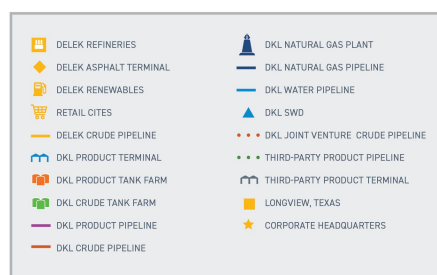 DELEK REFINERIES
DELEK ASPHALT TERMINAL
DELEK RENEWABLES
RETAIL CITES
DELEK CRUDE PIPELINE
DKL PRODUCT TERMINAL
DKL PRODUCT TANK FARM
DKL CRUDE TANK FARM
DKL PRODUCT PIPELINE
DKL CRUDE PIPELINE
DKL NATURAL GAS PLANT
DKL NATURAL GAS PIPELINE
DKL WATER PIPELINE
DKL SWD
DKL JOINT VENTURE CRUDE PIPELINE
THIRD-PARTY PRODUCT PIPELINE
THIRD-PARTY PRODUCT TERMINAL
LONGVIEW, TEXAS
CORPORATE HEADQUARTERS